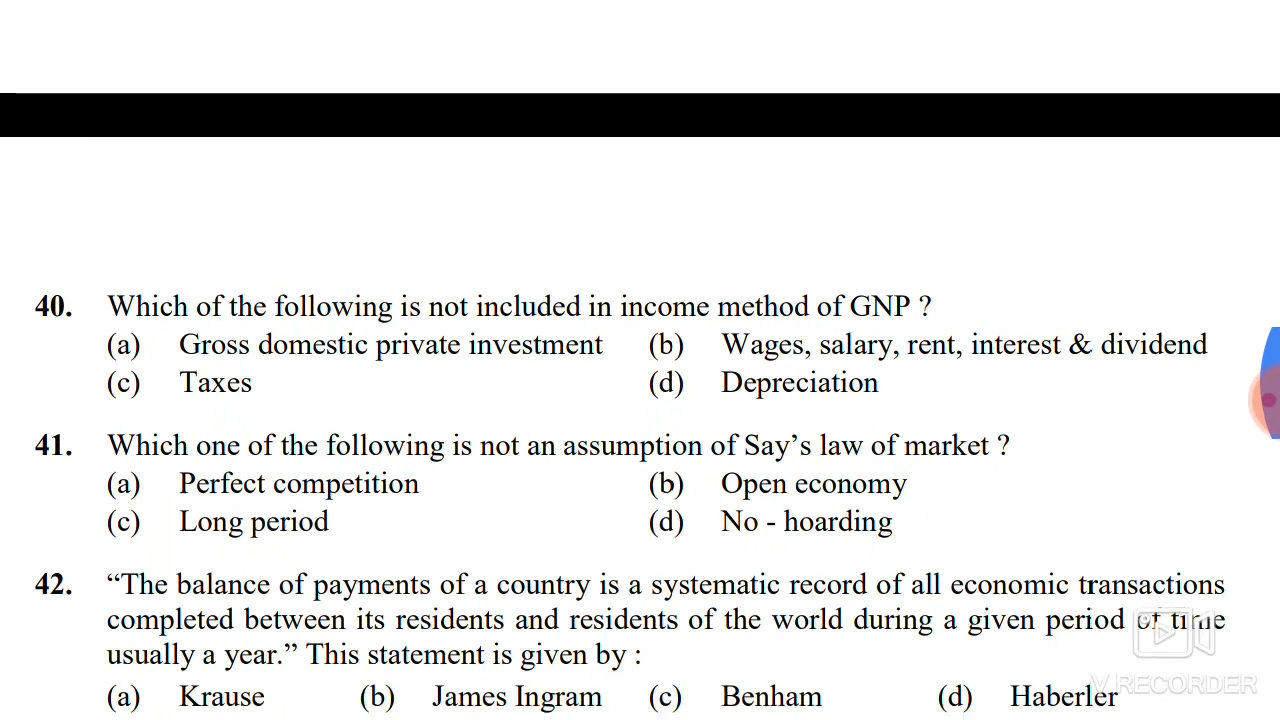 40. Which of the following is not included in income method of GNP ?
(a) Gross domestic private investment (b) Wages, salary, rent, interest & dividend
(c) Taxes (d) Depreciation
41. Which one of the following is not an assumption of Say’s law of market ?
(a) Perfect competition (b) Open economy
(c) Long period (d) No - hoarding
42. “The balance of payments of a country is a systematic record of all economic transactions
completed between its residents and residents of the world during a given period of time
usually a year.” This statement is given by :
(a) Krause (b) James Ingram (c) Benham (d) Haberler
V RECORDER